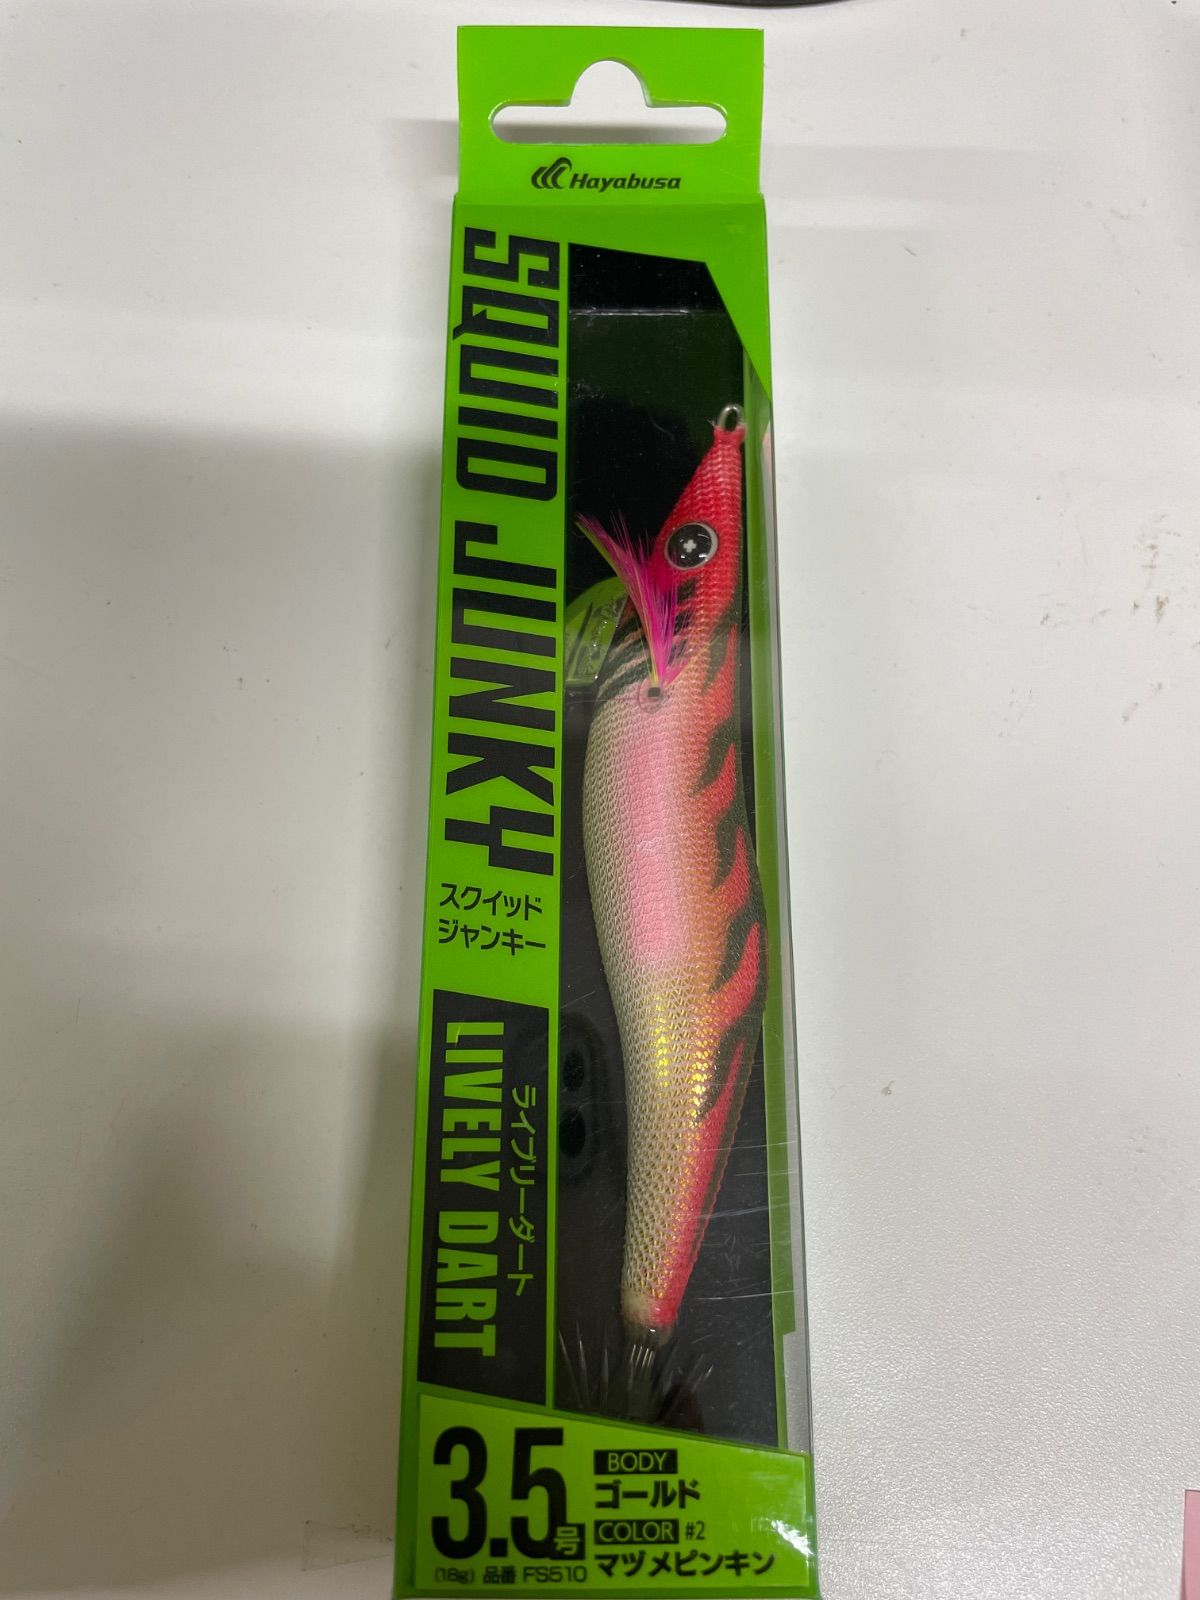 Hayabusa
SQUID JUNKY
スクイッド
ジャンキー
LIVELY DART
ライブリーダート
3.5号
(18g) 品番 FS510
BODY
ゴールド
COLOR #2
マヅメピンキン